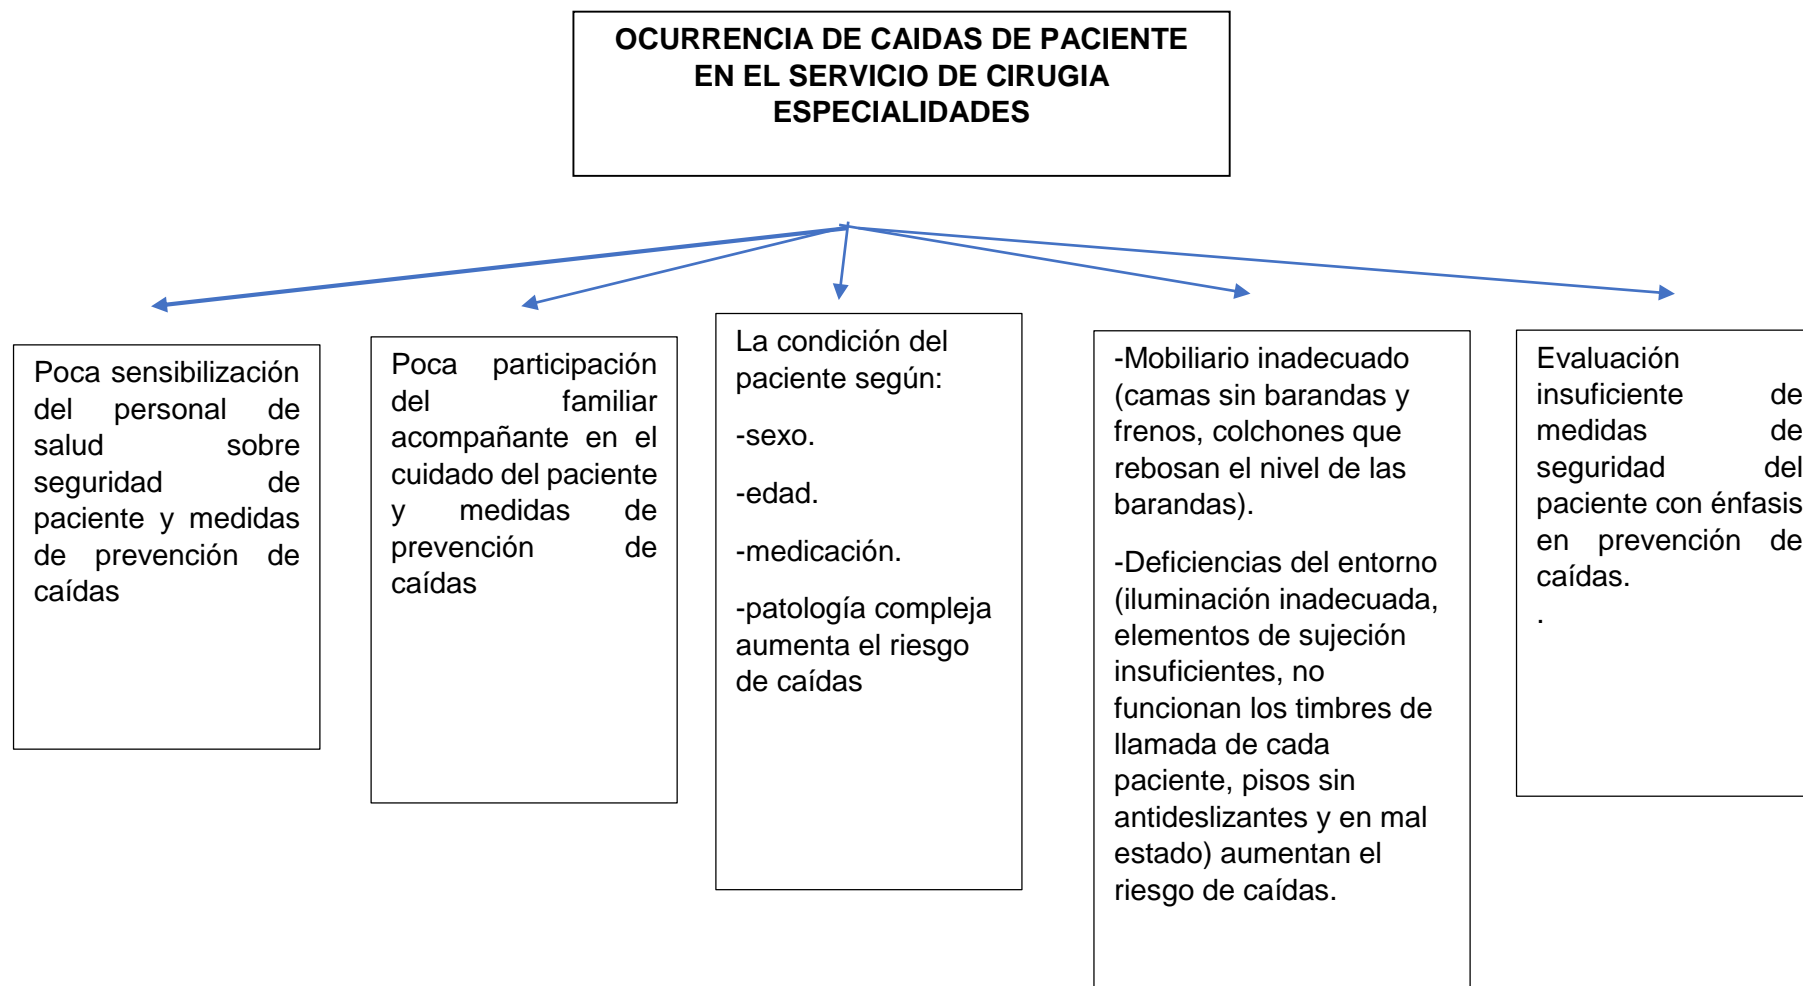 OCURRENCIA DE CAIDAS DE PACIENTE
EN EL SERVICIO DE CIRUGIA
ESPECIALIDADES
Poca sensibilización
del personal de
salud sobre
seguridad de
paciente y medidas
de prevención de
caídas
Poca participación
del familiar
acompañante en el
cuidado del paciente
y medidas de
prevención de
caídas
La condición del
paciente según:
-sexo.
-edad.
-medicación.
-patología compleja
aumenta el riesgo
de caídas
-Mobiliario inadecuado
(camas sin barandas y
frenos, colchones que
rebosan el nivel de las
barandas).
-Deficiencias del entorno
(iluminación inadecuada,
elementos de sujeción
insuficientes, no
funcionan los timbres de
llamada de cada
paciente, pisos sin
antideslizantes y en mal
estado) aumentan el
riesgo de caídas.
Evaluación
insuficiente de
medidas de
seguridad del
paciente con énfasis
en prevención de
caídas.
.